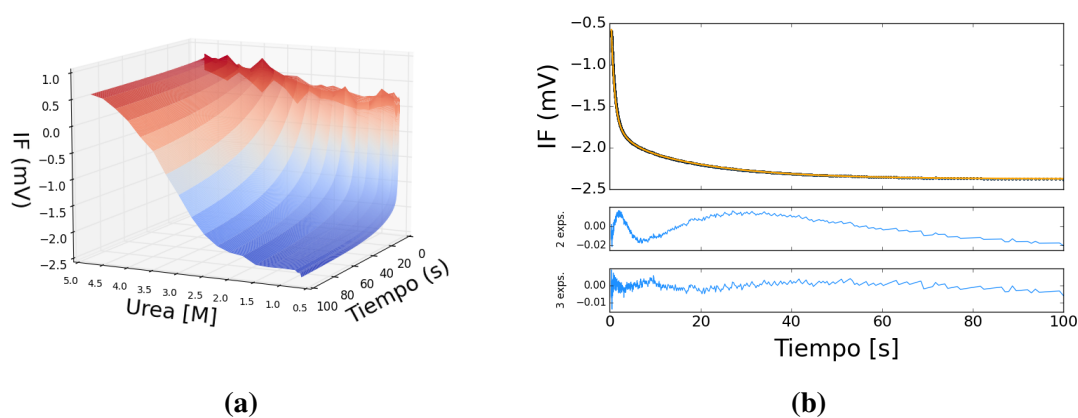 1.0
0.5
0.0
−0.5
−1.0
−1.5
−2.0
−2.5
IF (mV)
5.0 4.5 4.0 3.5 3.0 2.5 2.0 1.5 1.0 0.5
Urea [M]
100 80 60 40 20 0
Tiempo (s)
(a)
−0.5
−1.0
−1.5
−2.0
−2.5
IF (mV)
0.00
−0.02
2 exps.
0.00
−0.01
3 exps.
0 20 40 60 80 100
Tiempo [s]
(b)